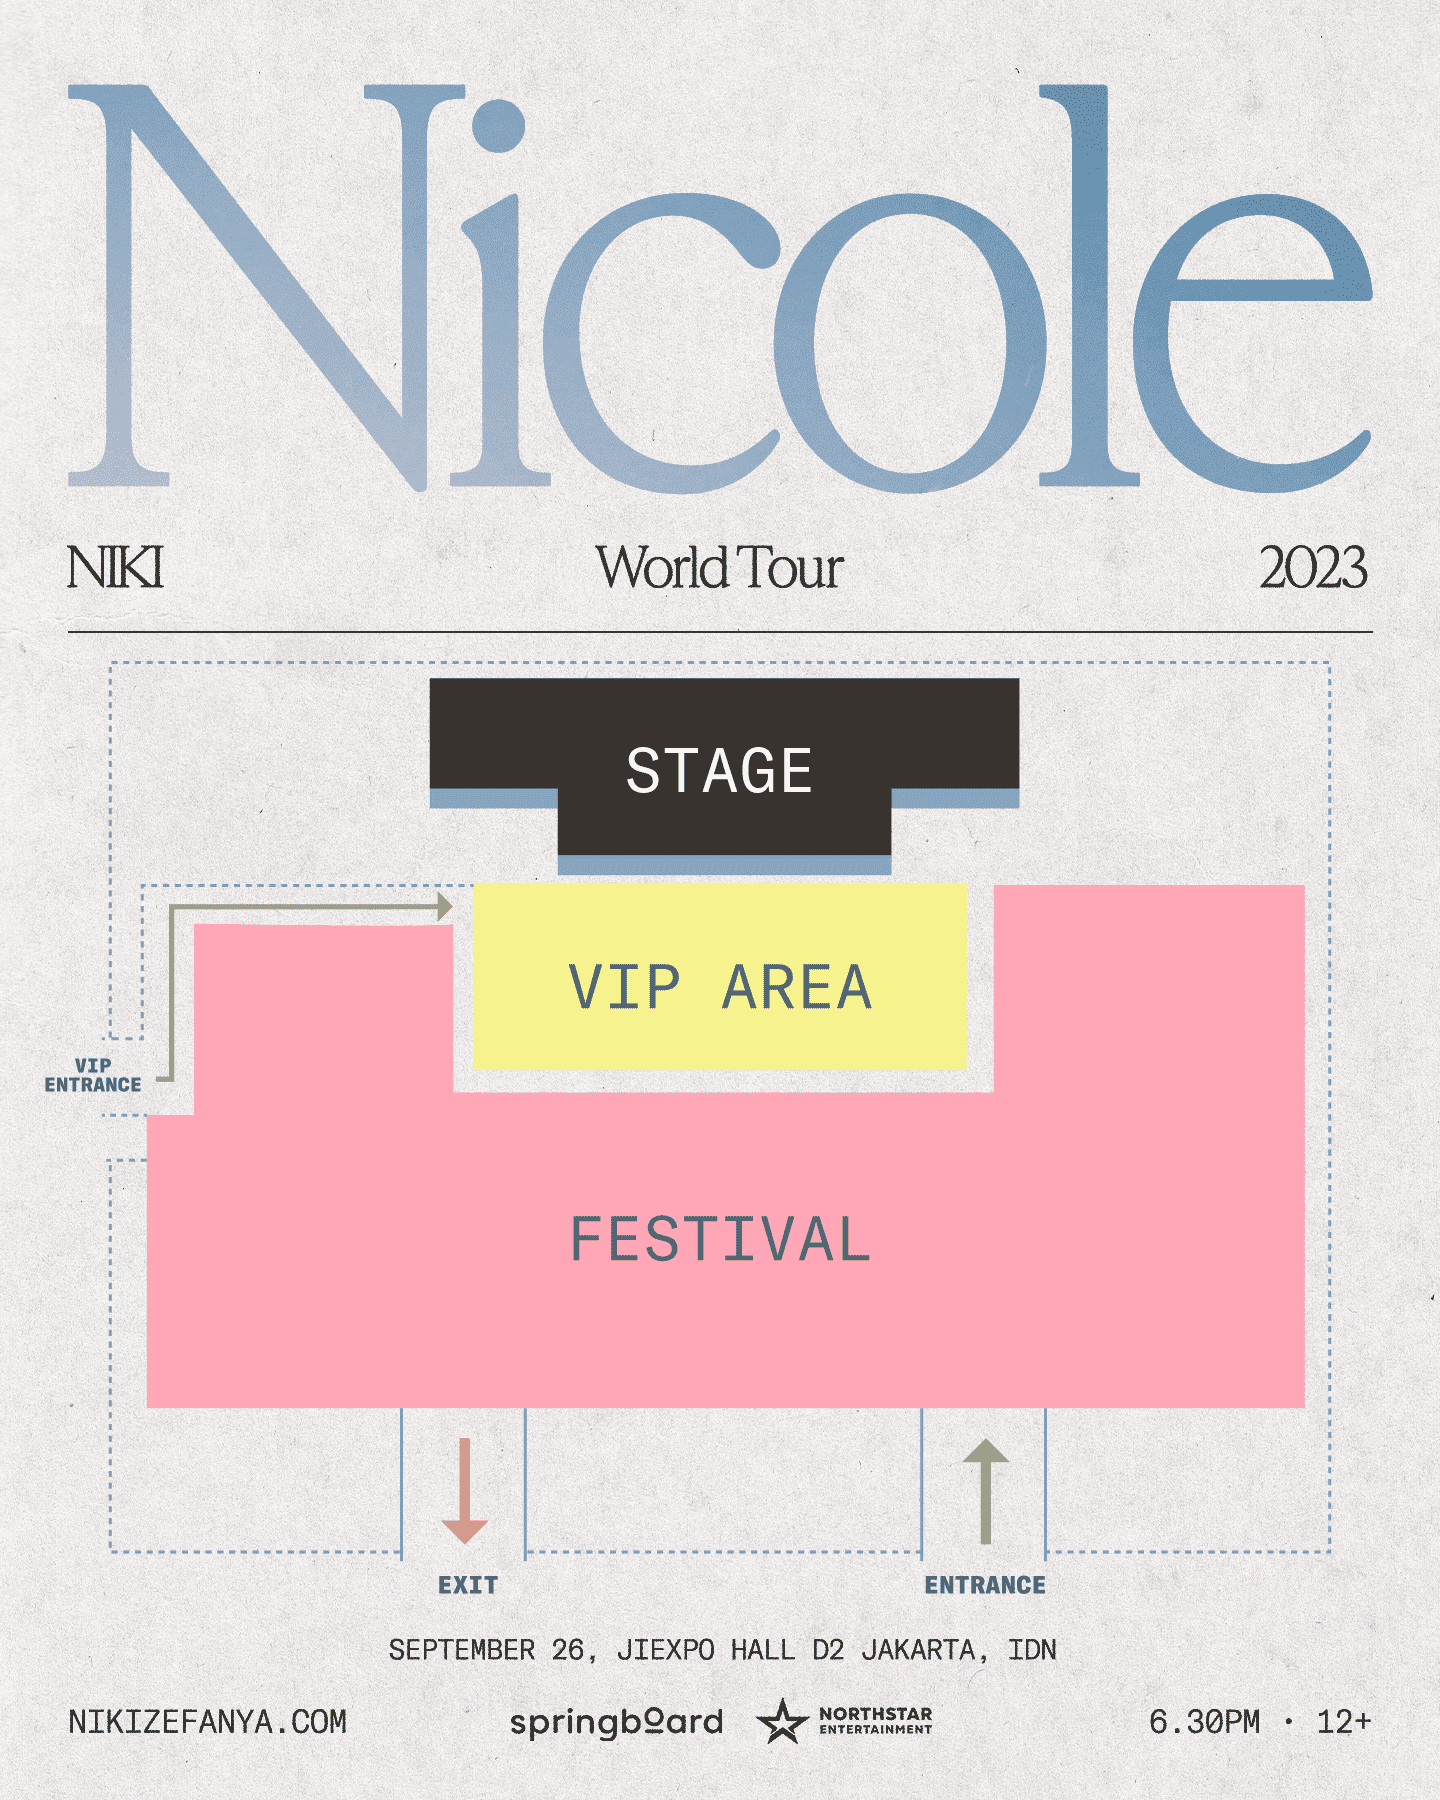 Nicole
NIKI World Tour 2023
STAGE
VIP AREA
VIP
ENTRANCE
FESTIVAL
EXIT ENTRANCE
SEPTEMBER 26, JIEXPO HALL D2 JAKARTA, IDN
NIKIZEFANYA.COM springboard NORTHSTAR ENTERTAINMENT 6.30PM · 12+